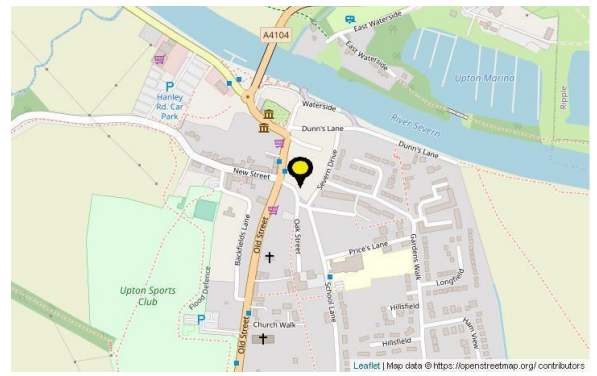 East Waterside
A4104
East Waterside
Upton Marina
Ripple
P
Hanley
Rd. Car
Park
Waterside
River Severn
Dunn's Lane
Dunn's Lane
Severn Drive
New Street
Backfields Lane
Old Street
Oak Street
Price's Lane
Gardens Walk
Longfield
School Lane
Upton Sports
Club
Flood Defence
Hillsfield
Ham View
P
Church Walk
Old Street
Hillsfield
Leaflet | Map data © https://openstreetmap.org/ contributors